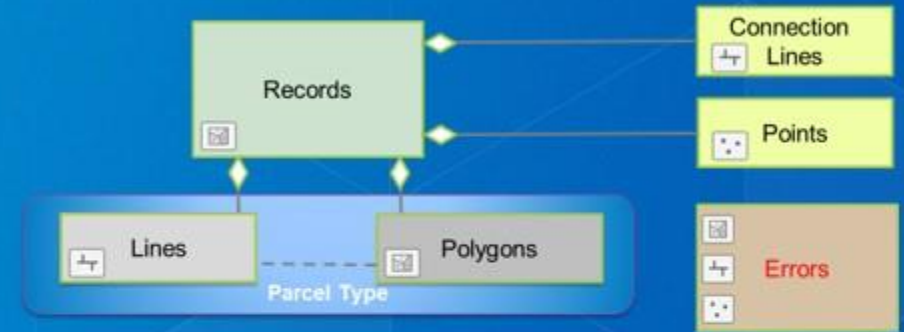 Records
Connection
Lines
Points
Lines
Polygons
Parcel Type
Errors